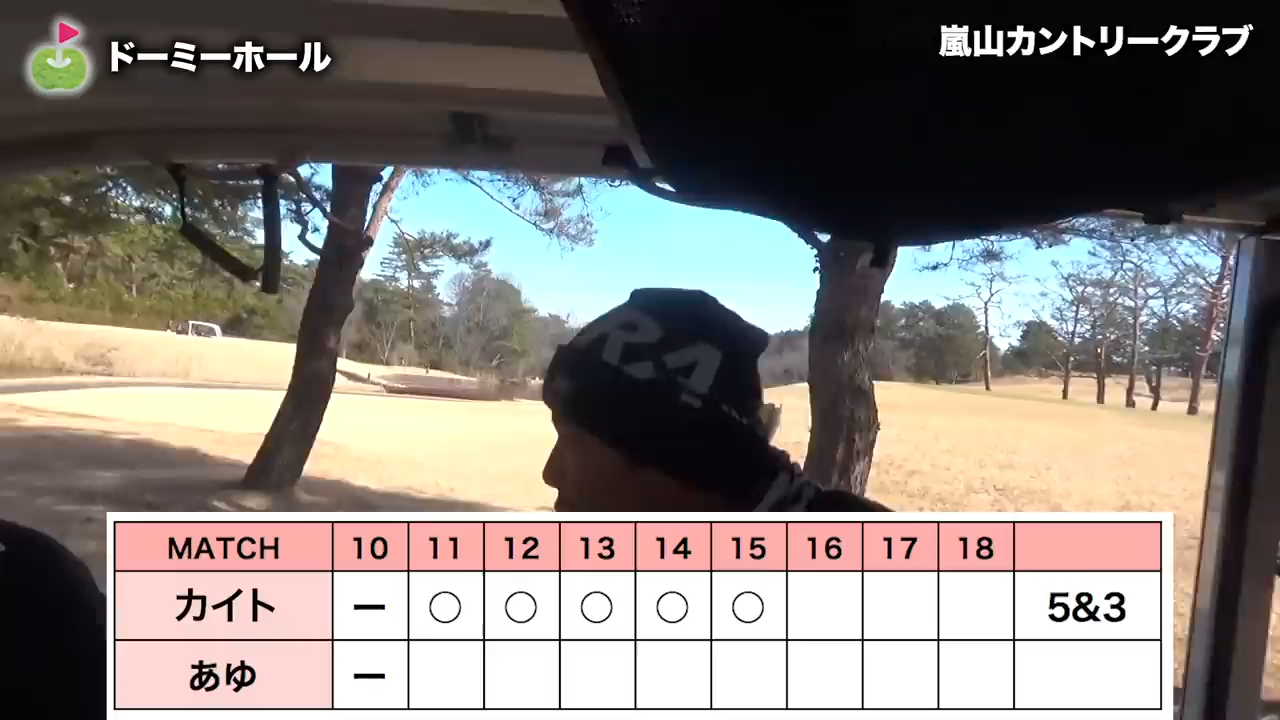 ドーミーホール
嵐山カントリークラブ
MATCH 10 11 12 13 14 15 16 17 18
カイト ー ○ ○ ○ ○ ○ 5&3
あゆ ー